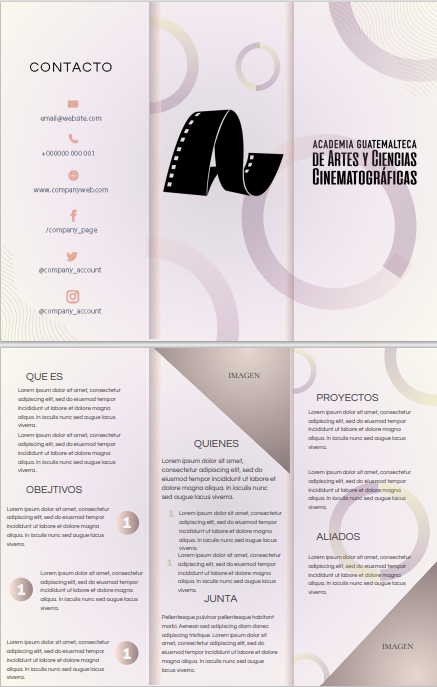 CONTACTO
email@website.com
+000000 000 001
www.companyweb.com
/company_page
@company_account
@company_account
ACADEMIA GUATEMALTECA
DE ARTES Y CIENCIAS
CINEMATOGRÁFICAS
QUE ES
Lorem ipsum dolor sit amet, consectetur
adipiscing elit, sed do eiusmod tempor
incididunt ut labore et dolore magna
aliqua. In iaculis nunc sed augue lacus
viverra.
Lorem ipsum dolor sit amet, consectetur
adipiscing elit, sed do eiusmod tempor
incididunt ut labore et dolore magna
aliqua. In iaculis nunc sed augue lacus
viverra.
OBEJTIVOS
Lorem ipsum dolor sit amet, consectetur
adipiscing elit, sed do eiusmod tempor
incididunt ut labore et dolore magna
aliqua. In iaculis nunc sed augue lacus
viverra.
1
Lorem ipsum dolor sit amet, consectetur
adipiscing elit, sed do eiusmod tempor
incididunt ut labore et dolore magna
aliqua. In iaculis nunc sed augue lacus
viverra.
1
Lorem ipsum dolor sit amet, consectetur
adipiscing elit, sed do eiusmod tempor
incididunt ut labore et dolore magna
aliqua. In iaculis nunc sed augue lacus
viverra.
1
IMAGEN
QUIENES
Lorem ipsum dolor sit amet,
consectetur adipiscing elit, sed do
eiusmod tempor incididunt ut
labore et dolore magna
aliqua. In iaculis nunc
sed augue lacus viverra.
1
Lorem ipsum dolor sit amet, consectetur
adipiscing elit, sed do eiusmod tempor
incididunt ut labore et dolore magna
aliqua. In iaculis nunc sed augue lacus
viverra.
1
Lorem ipsum dolor sit amet, consectetur
adipiscing elit, sed do eiusmod tempor
incididunt ut labore et dolore magna
aliqua. In iaculis nunc sed augue lacus
viverra.
JUNTA
Pellentesque pulvinar pellentesque habitant
morbi. Aenean sed adipiscing diam donec
adipiscing tristique. Lorem ipsum dolor sit
amet, consectetur adipiscing elit, sed do
eiusmod tempor incididunt ut labore et
dolore magna aliqua. In iaculis nunc sed
augue lacus viverra.
PROYECTOS
Lorem ipsum dolor sit amet, consectetur
adipiscing elit, sed do eiusmod tempor
incididunt ut labore et dolore magna
aliqua. In iaculis nunc sed augue lacus
viverra.
Lorem ipsum dolor sit amet, consectetur
adipiscing elit, sed do eiusmod tempor
incididunt ut labore et dolore magna
aliqua. In iaculis nunc sed augue lacus
viverra.
ALIADOS
Lorem ipsum dolor sit amet, consectetur
adipiscing elit, sed do eiusmod tempor
incididunt ut labore et dolore magna
aliqua. In iaculis nunc sed augue lacus
viverra.
IMAGEN